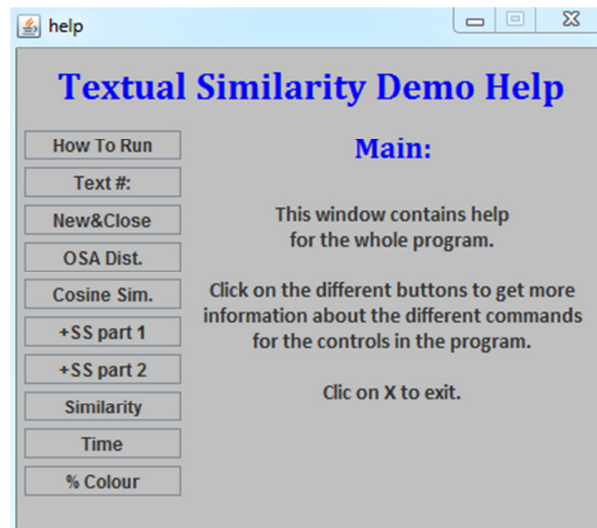 help
Textual Similarity Demo Help
How To Run
Text #:
New&Close
OSA Dist.
Cosine Sim.
+SS part 1
+SS part 2
Similarity
Time
% Colour
Main:
This window contains help
for the whole program.
Click on the different buttons to get more
information about the different commands
for the controls in the program.
Clic on X to exit.